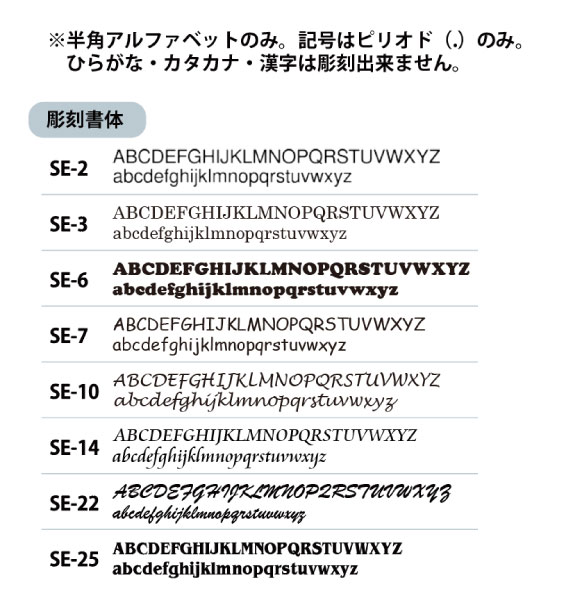 ※半角アルファベットのみ。記号はピリオド（.）のみ。
ひらがな・カタカナ・漢字は彫刻出来ません。
彫刻書体
SE-2
ABCDEFGHIJKLMNOPQRSTUVWXYZ
abcdefghijklmnopqrstuvwxyz
SE-3
ABCDEFGHIJKLMNOPQRSTUVWXYZ
abcdefghijklmnopqrstuvwxyz
SE-6
ABCDEFGHIJKLMNOPQRSTUVWXYZ
abcdefghijklmnopqrstuvwxyz
SE-7
ABCDEFGHIJKLMNOPQRSTUVWXYZ
abcdefghijklmnopqrstuvwxyz
SE-10
ABCDEFGHIJKLMNOPQRSTUVWXYZ
abcdefghijklmnopqrstuvwxyz
SE-14
ABCDEFGHIJKLMNOPQRSTUVWXYZ
abcdefghijklmnopqrstuvwxyz
SE-22
ABCDEFGHIJKLMNOPQRSTUVWXYZ
abcdefghijklmnopqrstuvwxyz
SE-25
ABCDEFGHIJKLMNOPQRSTUVWXYZ
abcdefghijklmnopqrstuvwxyz